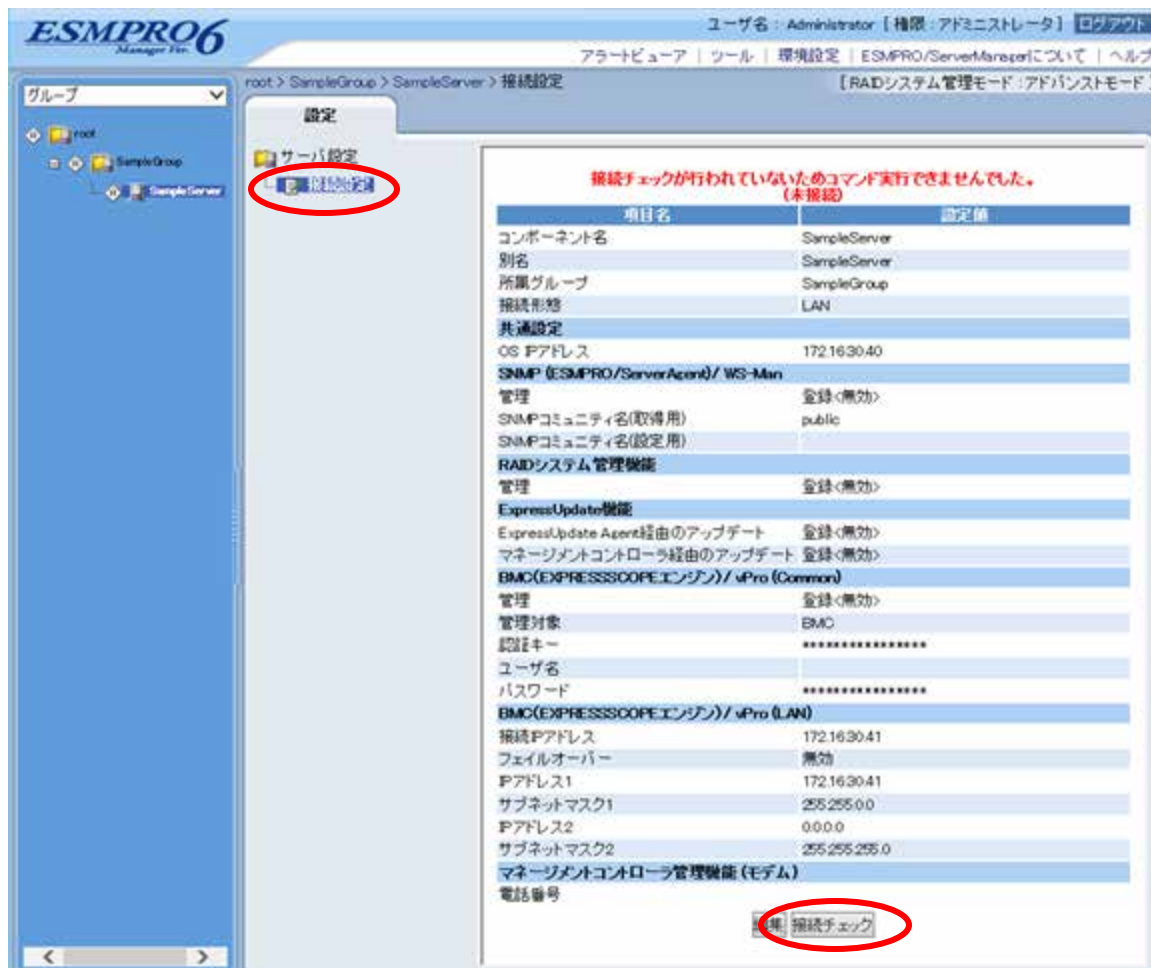 ESMPRO6
Manager Ver.
ユーザ名 : Administrator [ 権限 : アドミニストレータ ] ログアウト
アラートビューア | ツール | 環境設定 | ESMPRO/ServerManagerについて | ヘルプ
グループ
root > SampleGroup > SampleServer > 接続設定
[ RAIDシステム管理モード : アドバンストモード ]
root
SampleGroup
SampleServer
設定
サーバ設定
接続設定
接続チェックが行われていないためコマンド実行できませんでした。
(未接続)
項目名 設定値
コンポーネント名 SampleServer
別名 SampleServer
所属グループ SampleGroup
接続形態 LAN
共通設定
OS IPアドレス 172.16.30.40
SNMP (ESMPRO/ServerAgent)/ WS-Man
管理 登録<無効>
SNMPコミュニティ名(取得用) public
SNMPコミュニティ名(設定用)
RAIDシステム管理機能
管理 登録<無効>
ExpressUpdate機能
ExpressUpdate Agent経由のアップデート 登録<無効>
マネージメントコントローラ経由のアップデート 登録<無効>
BMC(EXPRESSSCOPEエンジン)/ vPro (Common)
管理 登録<無効>
管理対象 BMC
認証キー ****************
ユーザ名
パスワード ****************
BMC(EXPRESSSCOPEエンジン)/ vPro (LAN)
接続IPアドレス 172.16.30.41
フェイルオーバー 無効
IPアドレス1 172.16.30.41
サブネットマスク1 255.255.0.0
IPアドレス2 0.0.0.0
サブネットマスク2 255.255.255.0
マネージメントコントローラ管理機能 (モデム)
電話番号
編集 接続チェック